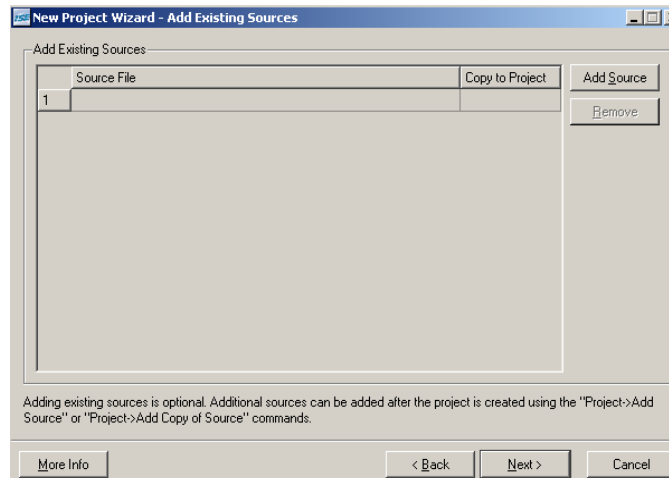 ISE New Project Wizard - Add Existing Sources
Add Existing Sources
Source File Copy to Project Add Source
1
Remove
Adding existing sources is optional. Additional sources can be added after the project is created using the "Project->Add
Source" or "Project->Add Copy of Source" commands.
More Info < Back Next > Cancel